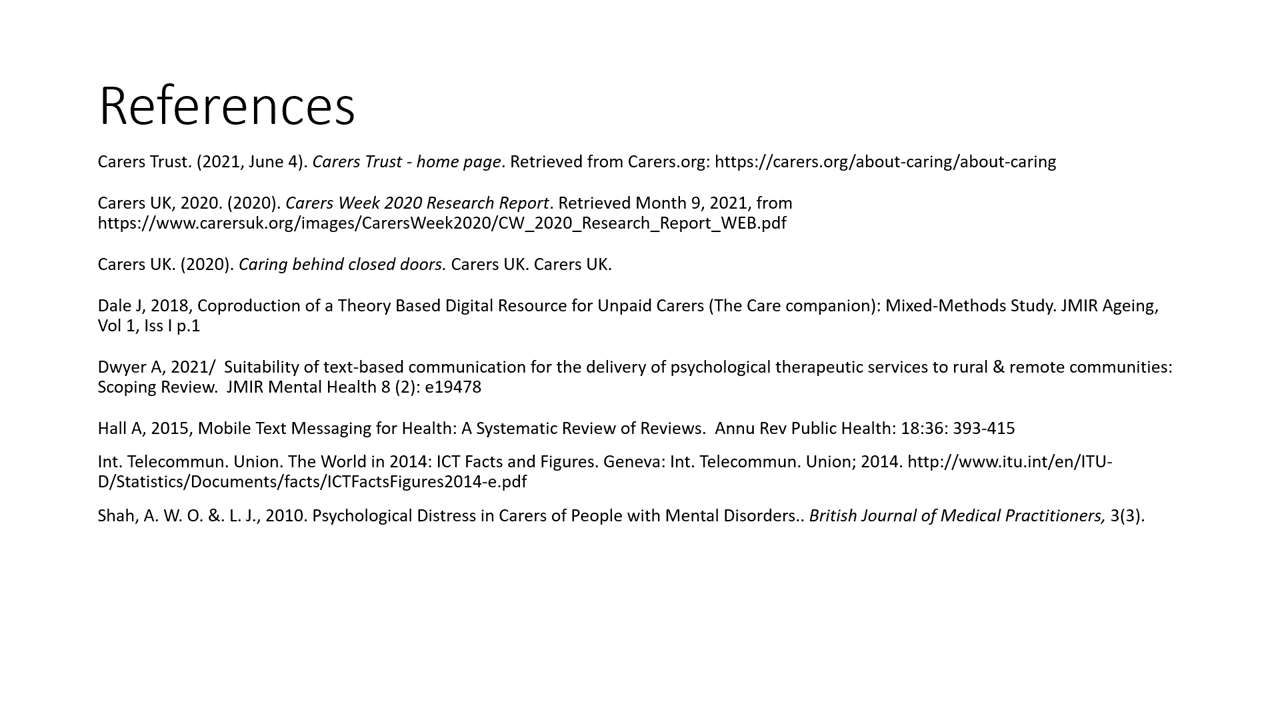 References
Carers Trust. (2021, June 4). Carers Trust - home page. Retrieved from Carers.org: https://carers.org/about-caring/about-caring
Carers UK, 2020. (2020). Carers Week 2020 Research Report. Retrieved Month 9, 2021, from
https://www.carersuk.org/images/CarersWeek2020/CW_2020_Research_Report_WEB.pdf
Carers UK. (2020). Caring behind closed doors. Carers UK. Carers UK.
Dale J, 2018, Coproduction of a Theory Based Digital Resource for Unpaid Carers (The Care companion): Mixed-Methods Study. JMIR Ageing,
Vol 1, Iss I p.1
Dwyer A, 2021/  Suitability of text-based communication for the delivery of psychological therapeutic services to rural & remote communities:
Scoping Review.  JMIR Mental Health 8 (2): e19478
Hall A, 2015, Mobile Text Messaging for Health: A Systematic Review of Reviews.  Annu Rev Public Health: 18:36: 393-415
Int. Telecommun. Union. The World in 2014: ICT Facts and Figures. Geneva: Int. Telecommun. Union; 2014. http://www.itu.int/en/ITU-
D/Statistics/Documents/facts/ICTFactsFigures2014-e.pdf
Shah, A. W. O. &. L. J., 2010. Psychological Distress in Carers of People with Mental Disorders.. British Journal of Medical Practitioners, 3(3).